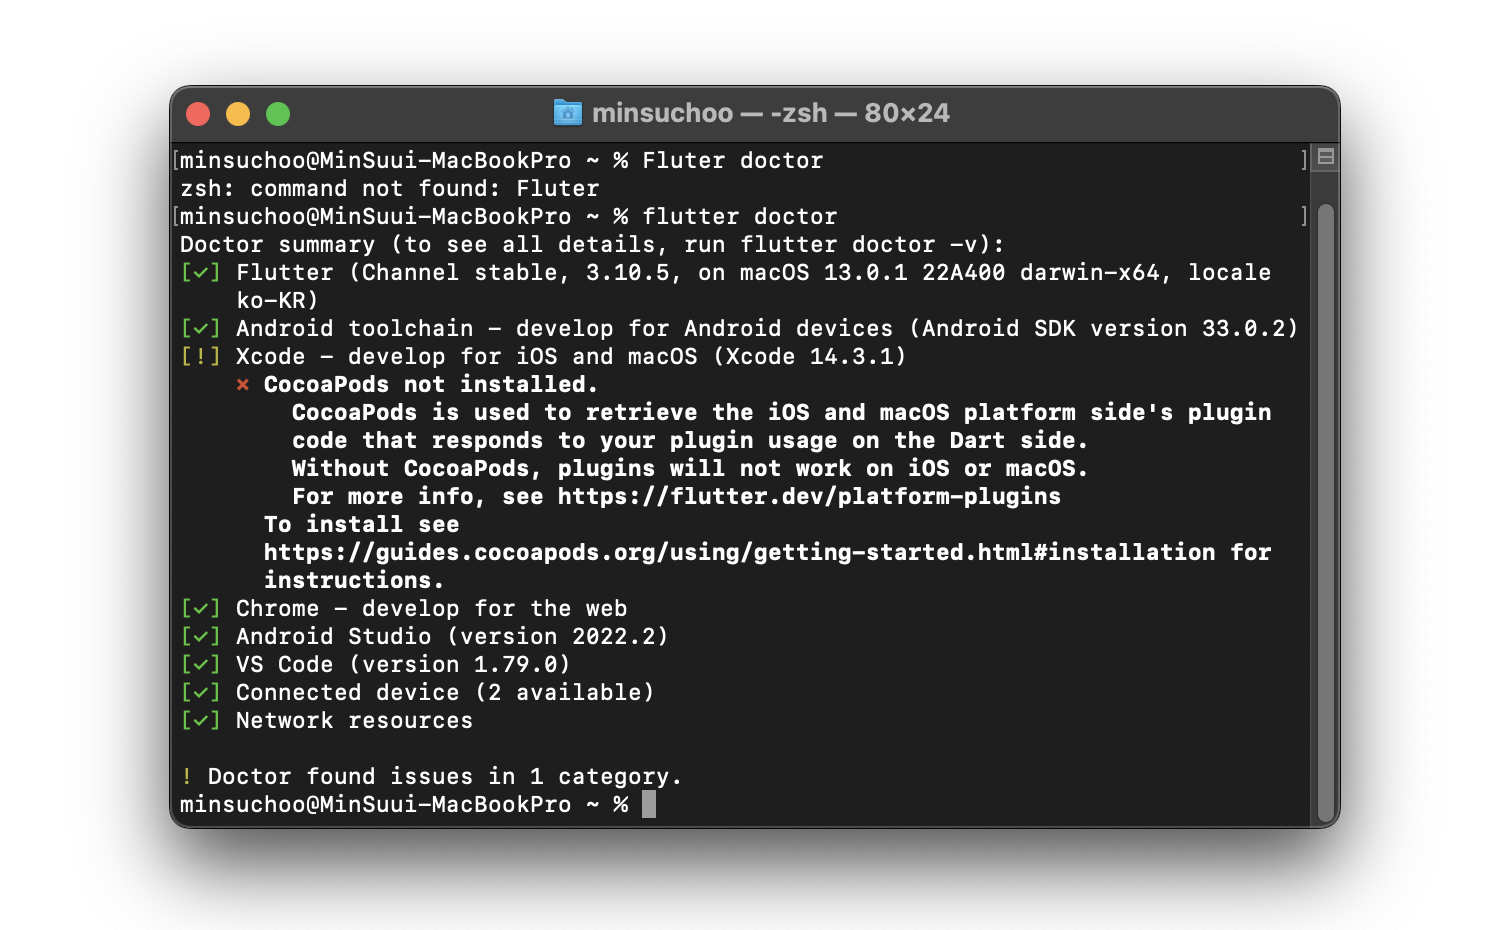 minsuchoo — -zsh — 80×24
[minsuchoo@MinSuui-MacBookPro ~ % Fluter doctor ]
zsh: command not found: Fluter
[minsuchoo@MinSuui-MacBookPro ~ % flutter doctor ]
Doctor summary (to see all details, run flutter doctor -v):
[✓] Flutter (Channel stable, 3.10.5, on macOS 13.0.1 22A400 darwin-x64, locale
ko-KR)
[✓] Android toolchain - develop for Android devices (Android SDK version 33.0.2)
[!] Xcode - develop for iOS and macOS (Xcode 14.3.1)
✗ CocoaPods not installed.
CocoaPods is used to retrieve the iOS and macOS platform side's plugin
code that responds to your plugin usage on the Dart side.
Without CocoaPods, plugins will not work on iOS or macOS.
For more info, see https://flutter.dev/platform-plugins
To install see
https://guides.cocoapods.org/using/getting-started.html#installation for
instructions.
[✓] Chrome - develop for the web
[✓] Android Studio (version 2022.2)
[✓] VS Code (version 1.79.0)
[✓] Connected device (2 available)
[✓] Network resources
! Doctor found issues in 1 category.
minsuchoo@MinSuui-MacBookPro ~ %